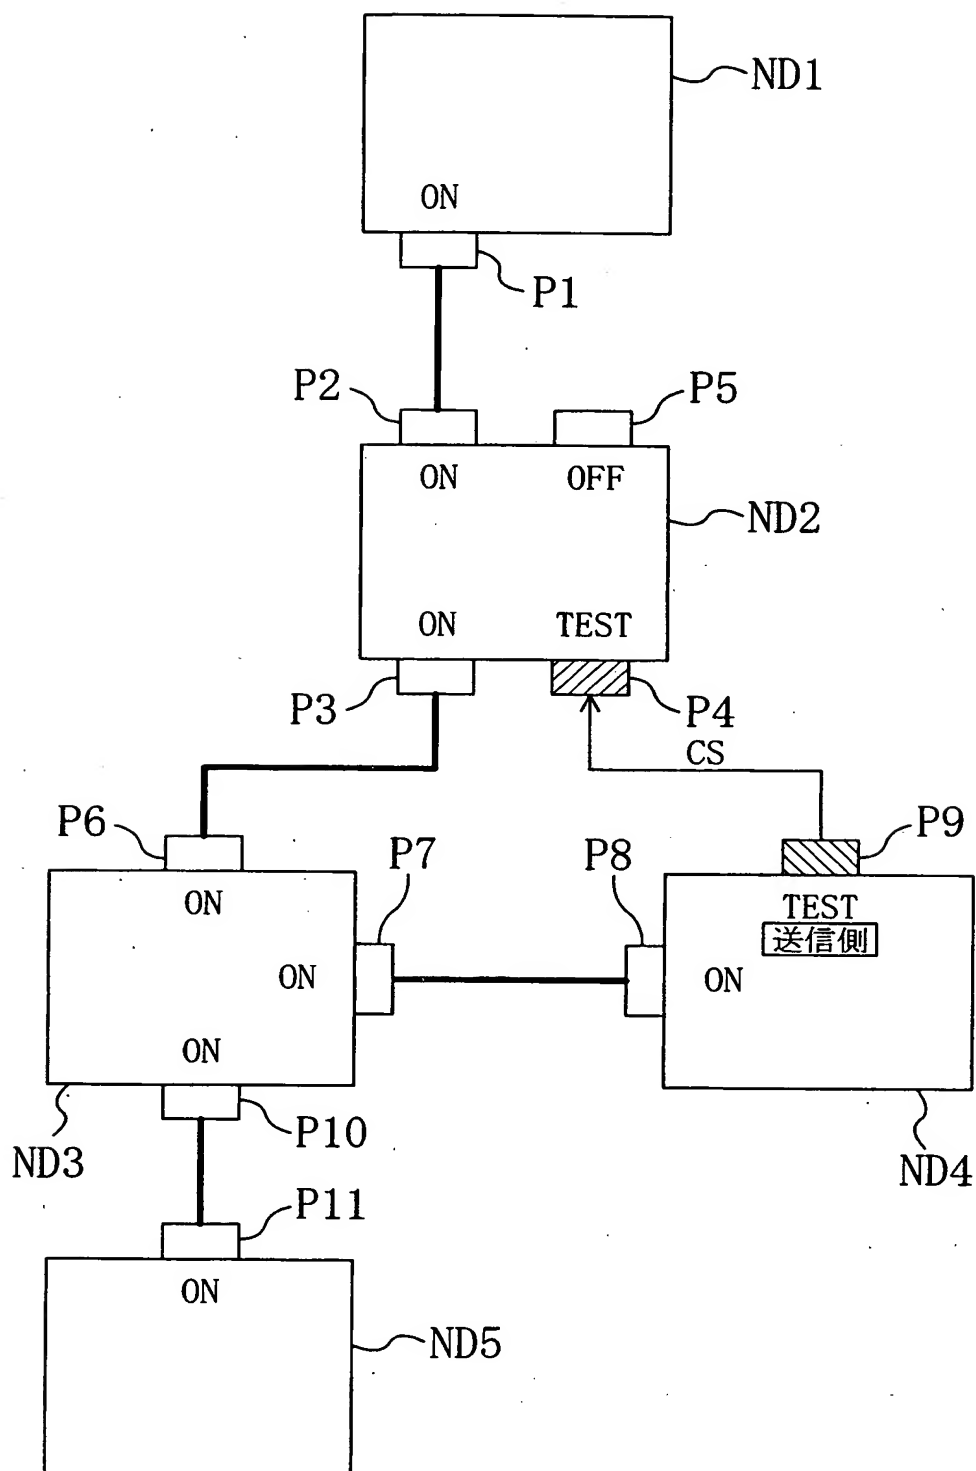 ND1
ON
P1
P2
P5
ON
OFF
ND2
ON
TEST
P3
P4
CS
P6
P7
P8
P9
ON
TEST
送信側
ON
ON
ON
P10
ND3
ND4
P11
ON
ND5